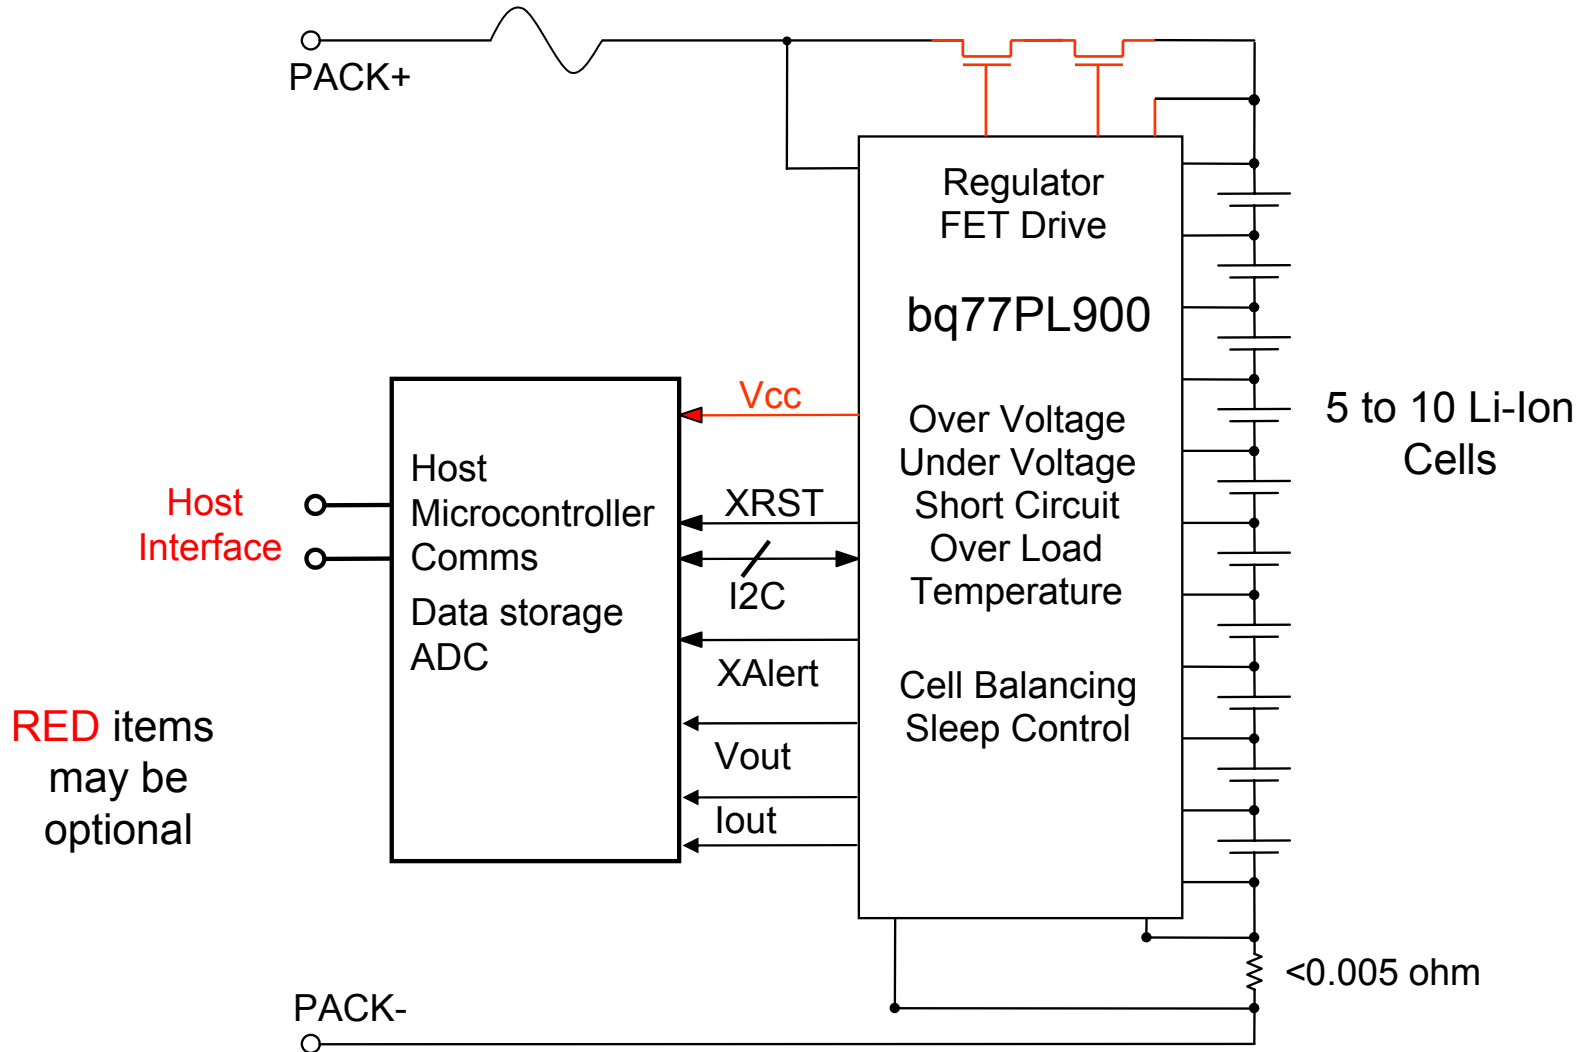 PACK+
Regulator
FET Drive
bq77PL900
Over Voltage
Under Voltage
Short Circuit
Over Load
Temperature
Cell Balancing
Sleep Control
5 to 10 Li-Ion
Cells
Vcc
XRST
I2C
XAlert
Vout
Iout
Host
Microcontroller
Comms
Data storage
ADC
Host
Interface
RED items
may be
optional
<0.005 ohm
PACK-